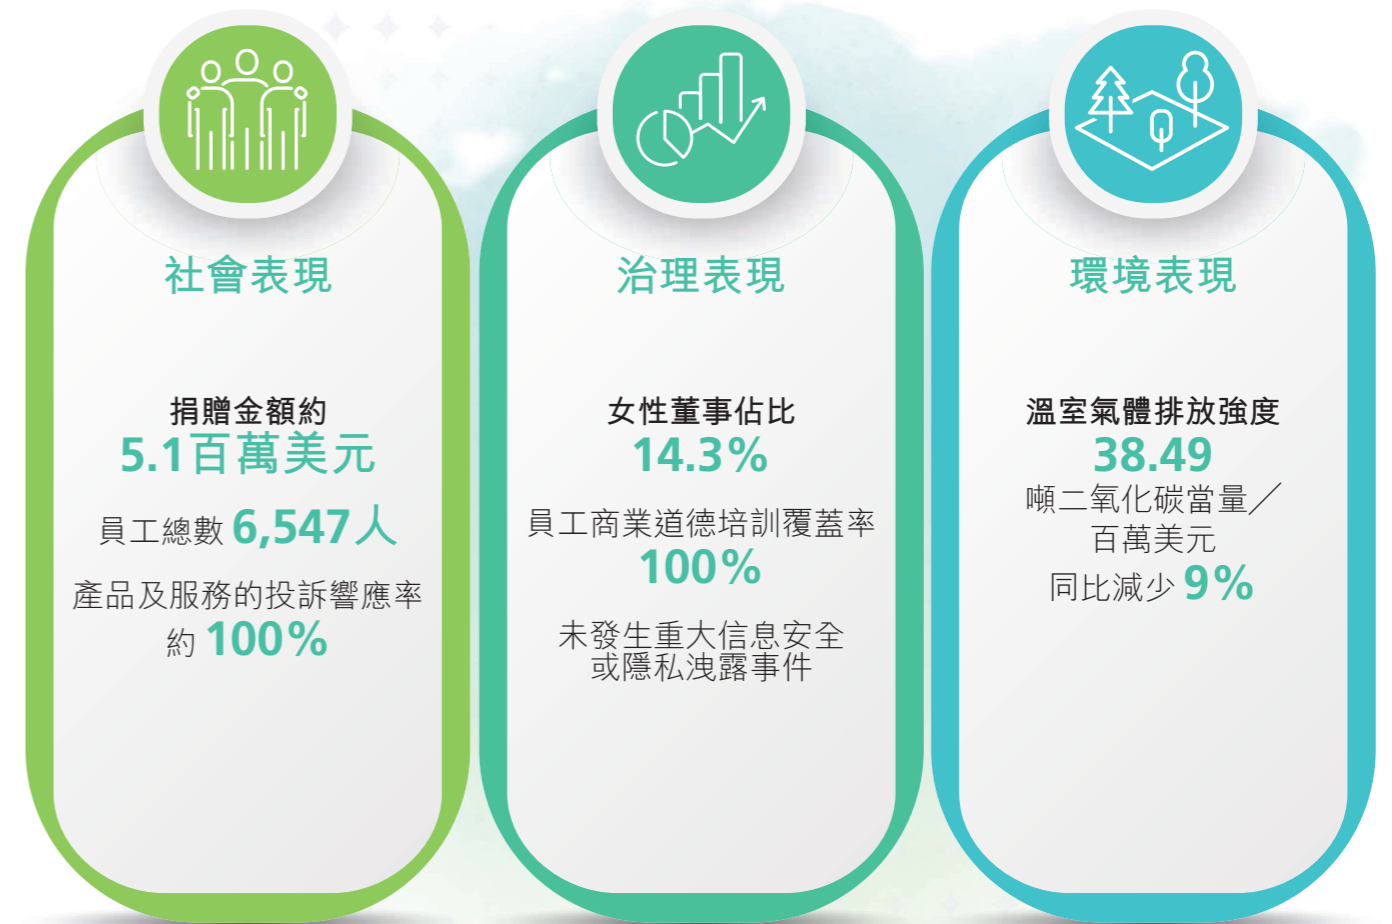 社會表現
捐贈金額約
5.1百萬美元
員工總數 6,547人
產品及服務的投訴響應率
約 100%
治理表現
女性董事佔比
14.3%
員工商業道德培訓覆蓋率
100%
未發生重大信息安全
或隱私洩露事件
環境表現
溫室氣體排放強度
38.49
噸二氧化碳當量／
百萬美元
同比減少 9%